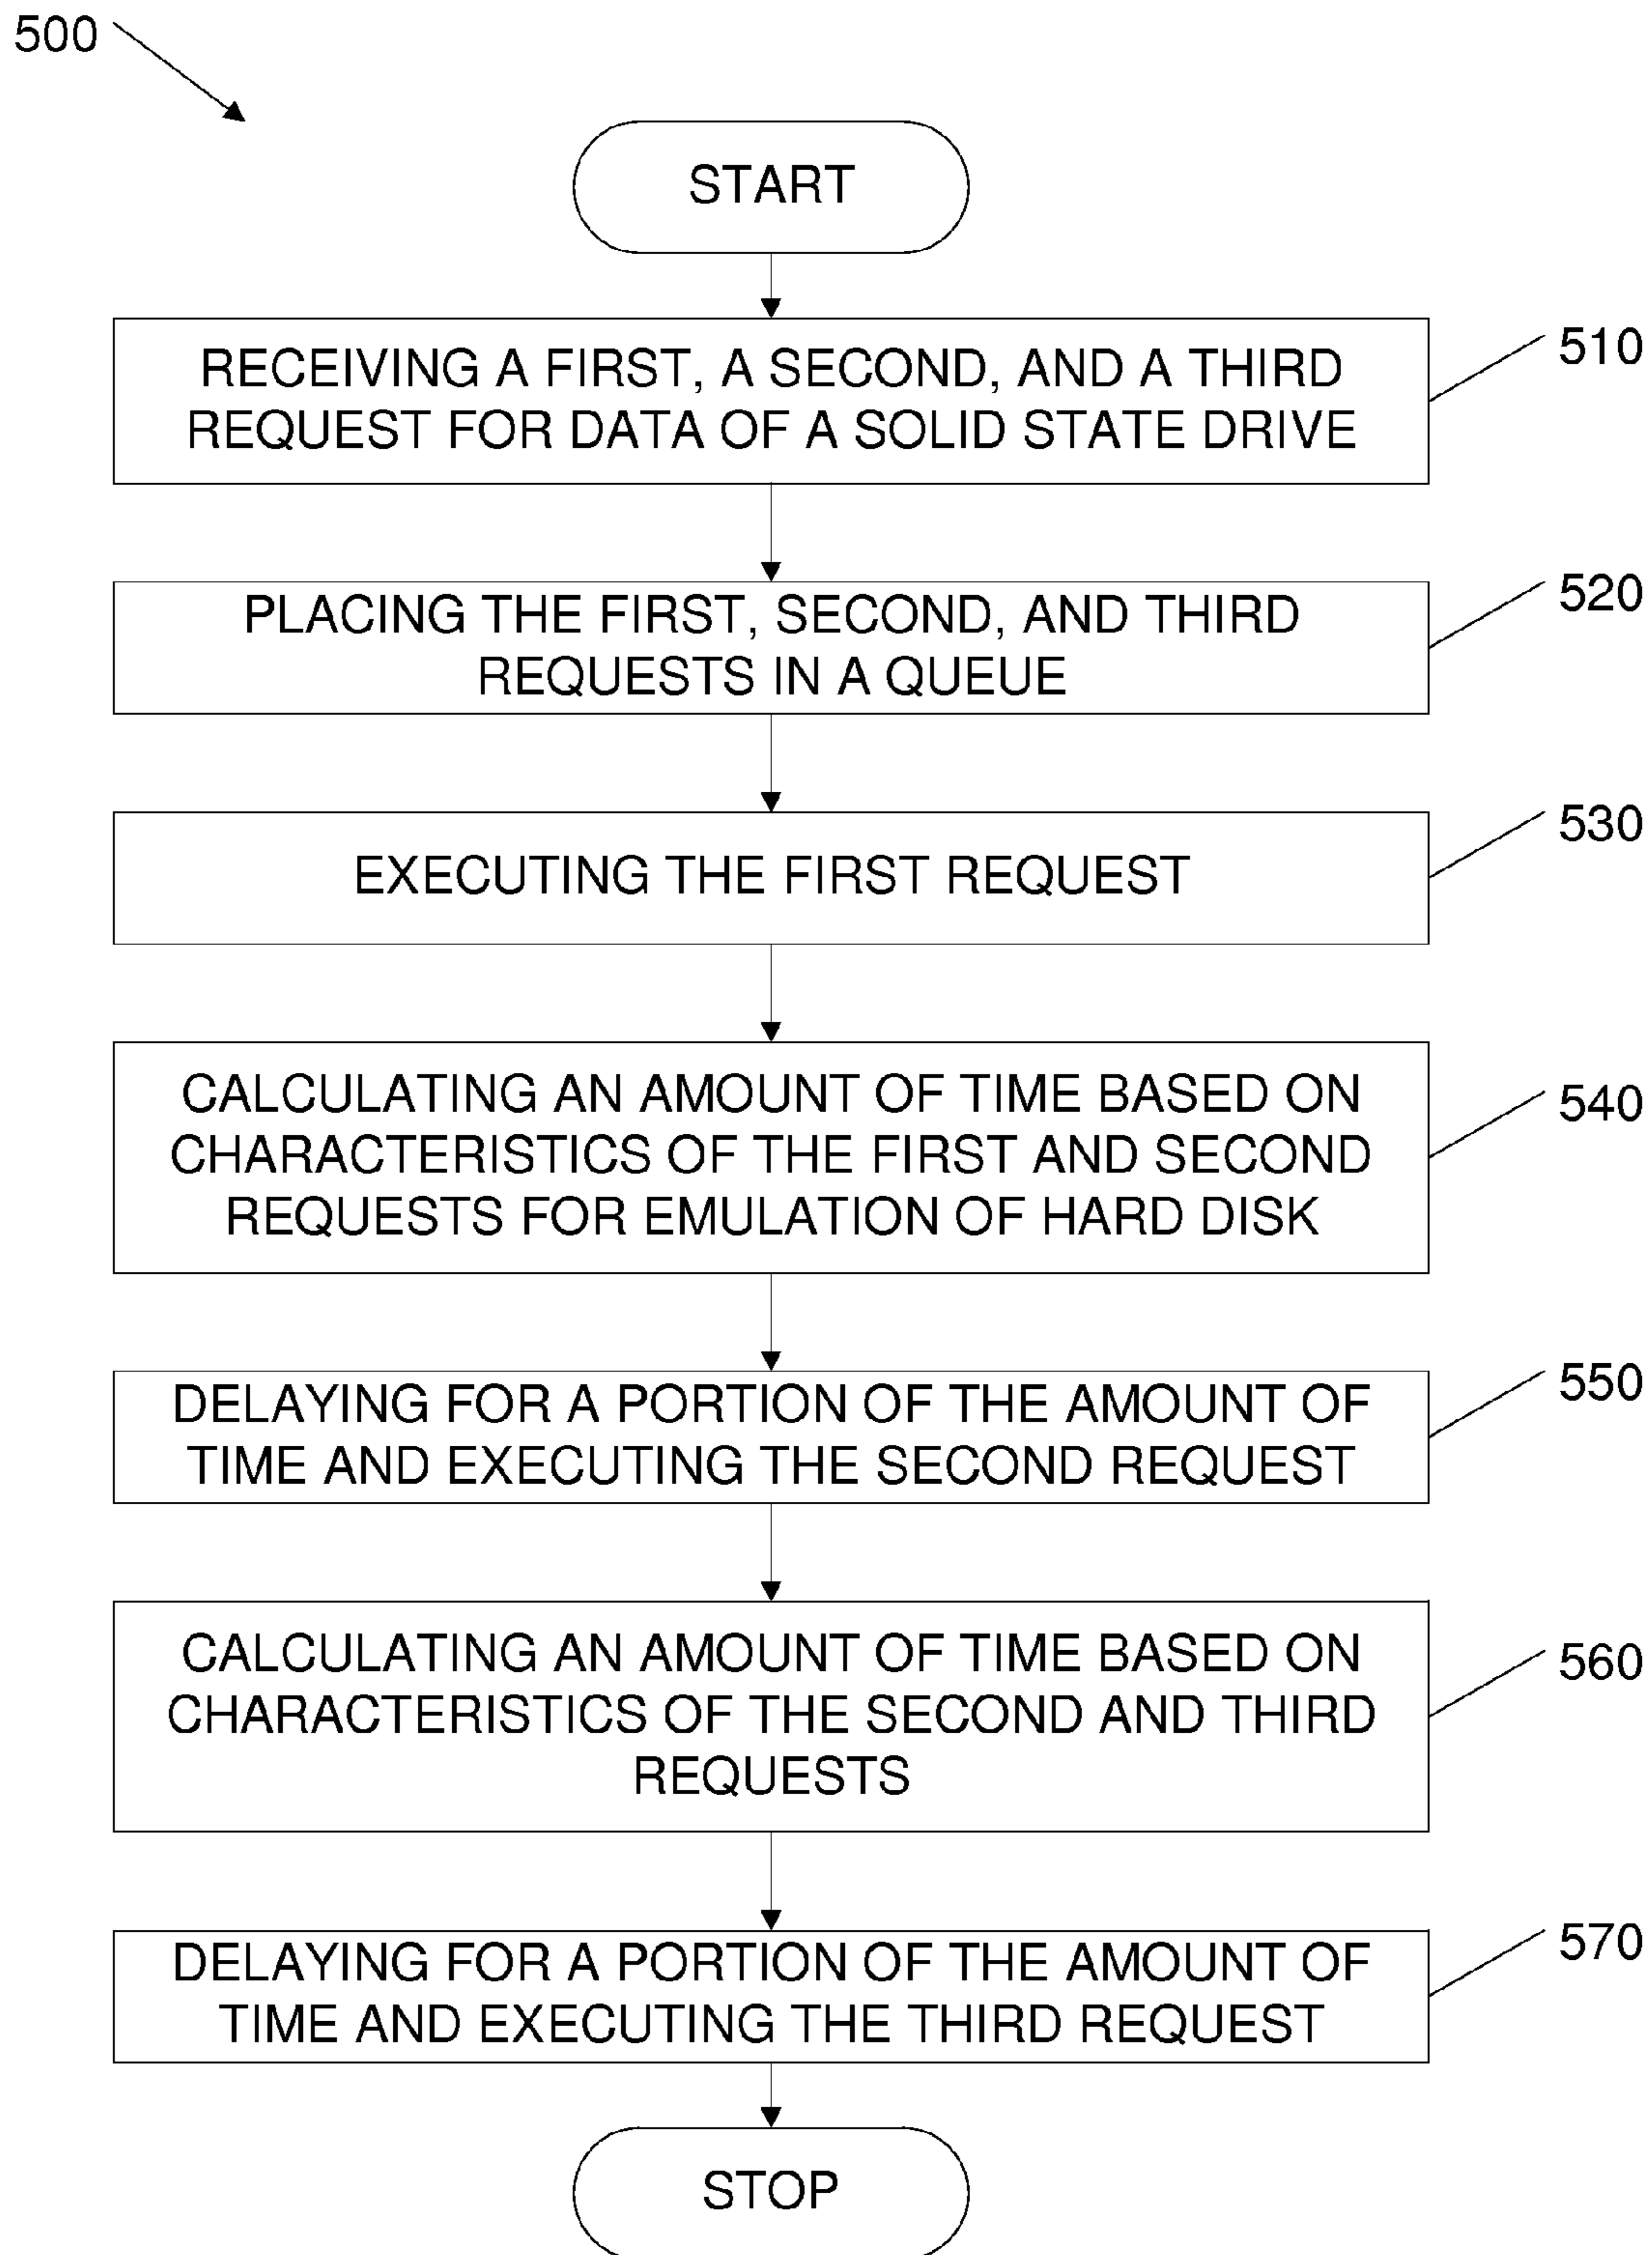 500
START
RECEIVING A FIRST, A SECOND, AND A THIRD
REQUEST FOR DATA OF A SOLID STATE DRIVE
510
PLACING THE FIRST, SECOND, AND THIRD
REQUESTS IN A QUEUE
520
EXECUTING THE FIRST REQUEST
530
CALCULATING AN AMOUNT OF TIME BASED ON
CHARACTERISTICS OF THE FIRST AND SECOND
REQUESTS FOR EMULATION OF HARD DISK
540
DELAYING FOR A PORTION OF THE AMOUNT OF
TIME AND EXECUTING THE SECOND REQUEST
550
CALCULATING AN AMOUNT OF TIME BASED ON
CHARACTERISTICS OF THE SECOND AND THIRD
REQUESTS
560
DELAYING FOR A PORTION OF THE AMOUNT OF
TIME AND EXECUTING THE THIRD REQUEST
570
STOP